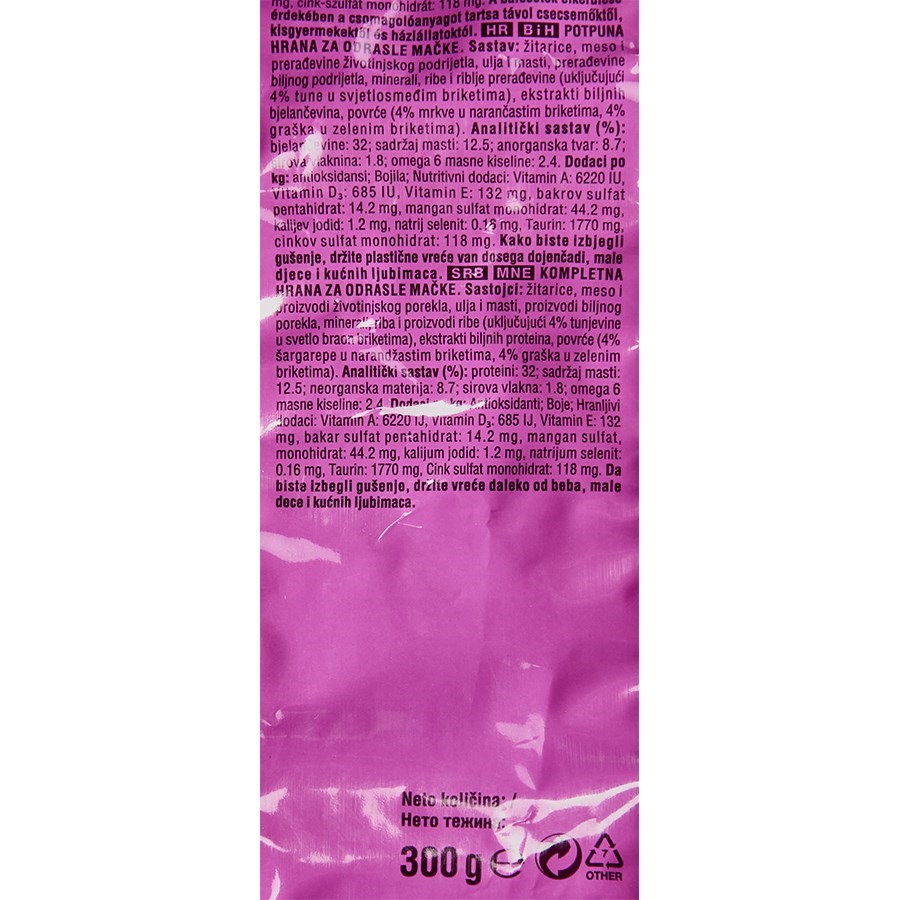 mg, cink-szulfát monohidrát: 118 mg. A balesetek elkerülése
érdekében a csomagolóanyagot tartsa távol csecsemőktől,
kisgyermekektől és háziállatoktól. HR BiH POTPUNA
HRANA ZA ODRASLE MAČKE. Sastav: žitarice, meso i
prerađevine životinjskog podrijetla, ulja i masti, prerađevine
biljnog podrijetla, minerali, ribe i riblje prerađevine (uključujući
4% tune u svjetlosmeđim briketima), ekstrakti biljnih
bjelančevina, povrće (4% mrkve u narančastim briketima, 4%
graška u zelenim briketima). Analitički sastav (%):
bjelančevine: 32; sadržaj masti: 12.5; anorganska tvar: 8.7;
sirova vlaknina: 1.8; omega 6 masne kiseline: 2.4. Dodaci po
kg: antioksidansi; Bojila; Nutritivni dodaci: Vitamin A: 6220 IU,
Vitamin D₃: 685 IU, Vitamin E: 132 mg, bakrov sulfat
pentahidrat: 14.2 mg, mangan sulfat monohidrat: 44.2 mg,
kalijev jodid: 1.2 mg, natrij selenit: 0.16 mg, Taurin: 1770 mg,
cinkov sulfat monohidrat: 118 mg. Kako biste izbjegli
gušenje, držite plastične vreće van dosega dojenčadi, male
djece i kućnih ljubimaca. SRB MNE KOMPLETNA
HRANA ZA ODRASLE MAČKE. Sastojci: žitarice, meso i
proizvodi životinjskog porekla, ulja i masti, proizvodi biljnog
porekla, minerali, riba i proizvodi ribe (uključujući 4% tunjevine
u svetlo braon briketima), ekstrakti biljnih proteina, povrće (4%
šargarepe u narandžastim briketima, 4% graška u zelenim
briketima). Analitički sastav (%): proteini: 32; sadržaj masti:
12.5; neorganska materija: 8.7; sirova vlakna: 1.8; omega 6
masne kiseline: 2.4. Dodaci po kg: Antioksidanti; Boje; Hranljivi
dodaci: Vitamin A: 6220 IJ, Vitamin D₃: 685 IJ, Vitamin E: 132
mg, bakar sulfat pentahidrat: 14.2 mg, mangan sulfat,
monohidrat: 44.2 mg, kalijum jodid: 1.2 mg, natrijum selenit:
0.16 mg, Taurin: 1770 mg, Cink sulfat monohidrat: 118 mg. Da
biste izbegli gušenje, držite vreće daleko od beba, male
dece i kućnih ljubimaca.
Neto količina: /
Нето тежина:
300 g ℮
7
OTHER